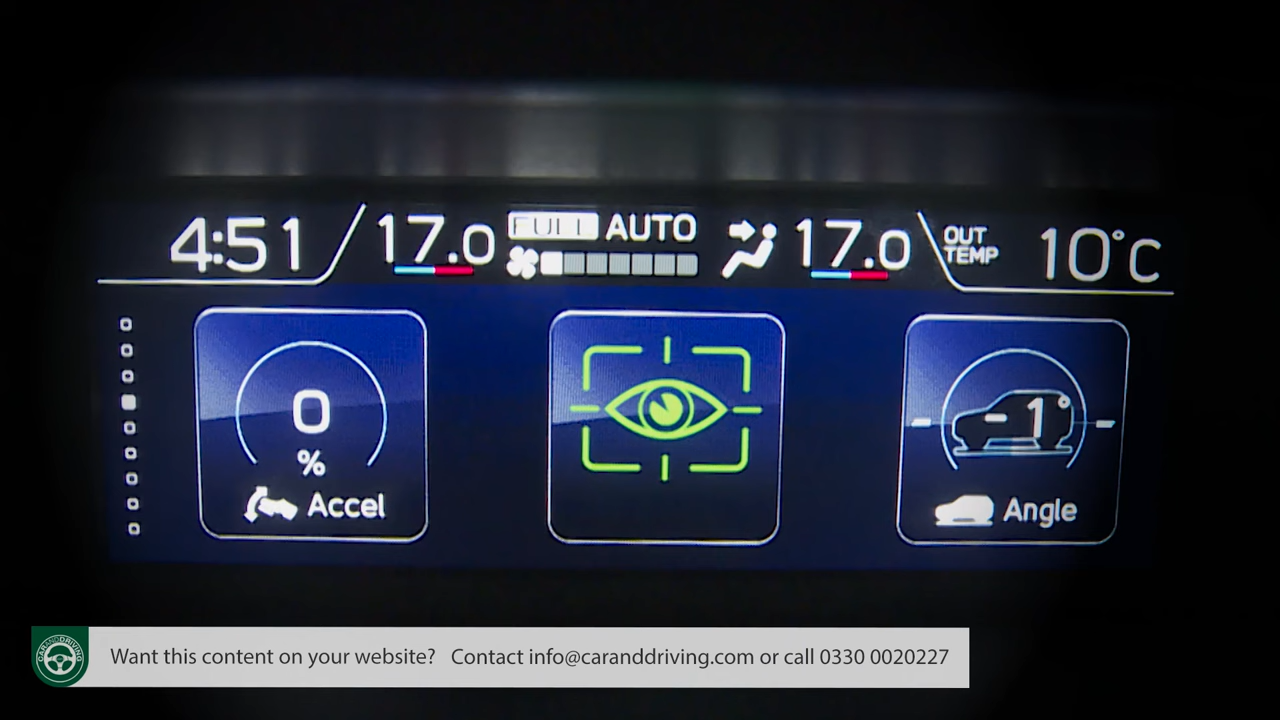 4:51
17.0
FULL AUTO
17.0
OUT
TEMP
10°C
0
%
Accel
-1°
Angle
CARANDDRIVING
Want this content on your website? Contact info@caranddriving.com or call 0330 0020227